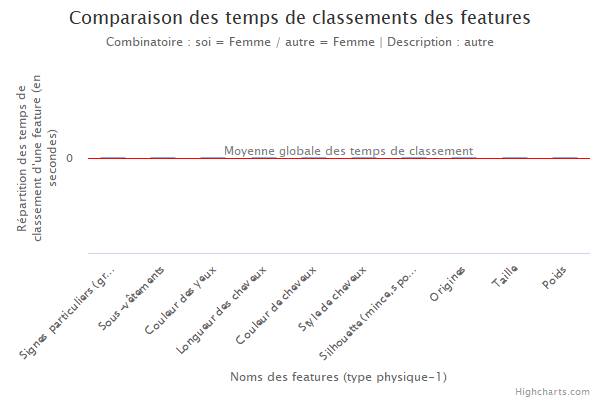 Comparaison des temps de classements des features
Combinatoire : soi = Femme / autre = Femme | Description : autre
Répartition des temps de
classement d'une feature (en
secondes)
0
Moyenne globale des temps de classement
Signes particuliers (gr...
Sous-vêtements
Couleur des yeux
Longueur des cheveux
Couleur de cheveux
Style de cheveux
Silhouette (mince, spo...
Origines
Taille
Poids
Noms des features (type physique-1)
Highcharts.com